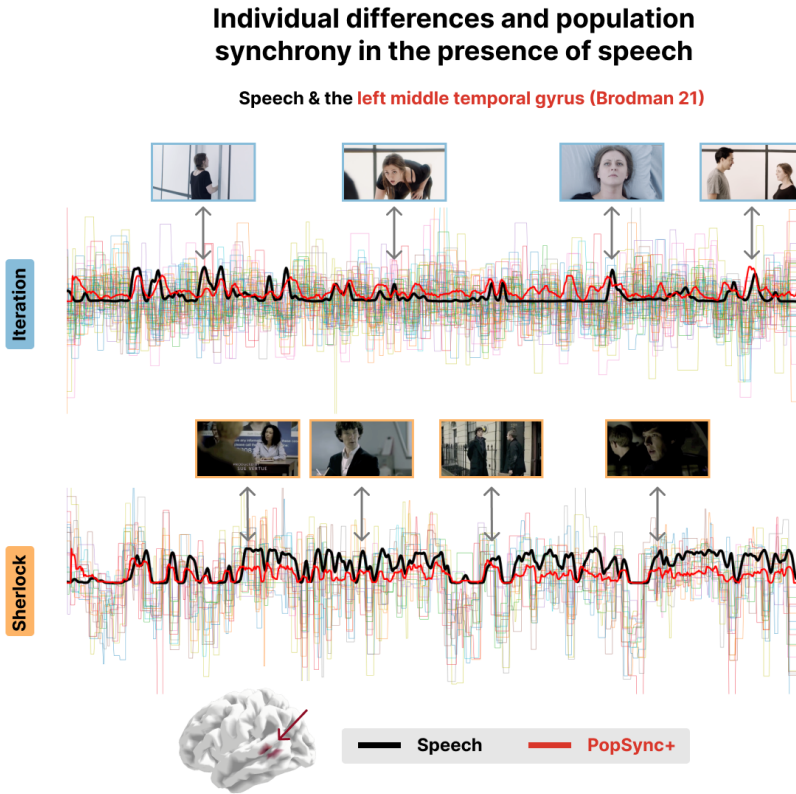 Individual differences and population
synchrony in the presence of speech
Speech & the left middle temporal gyrus (Brodman 21)
Iteration
Sherlock
Speech
PopSync+